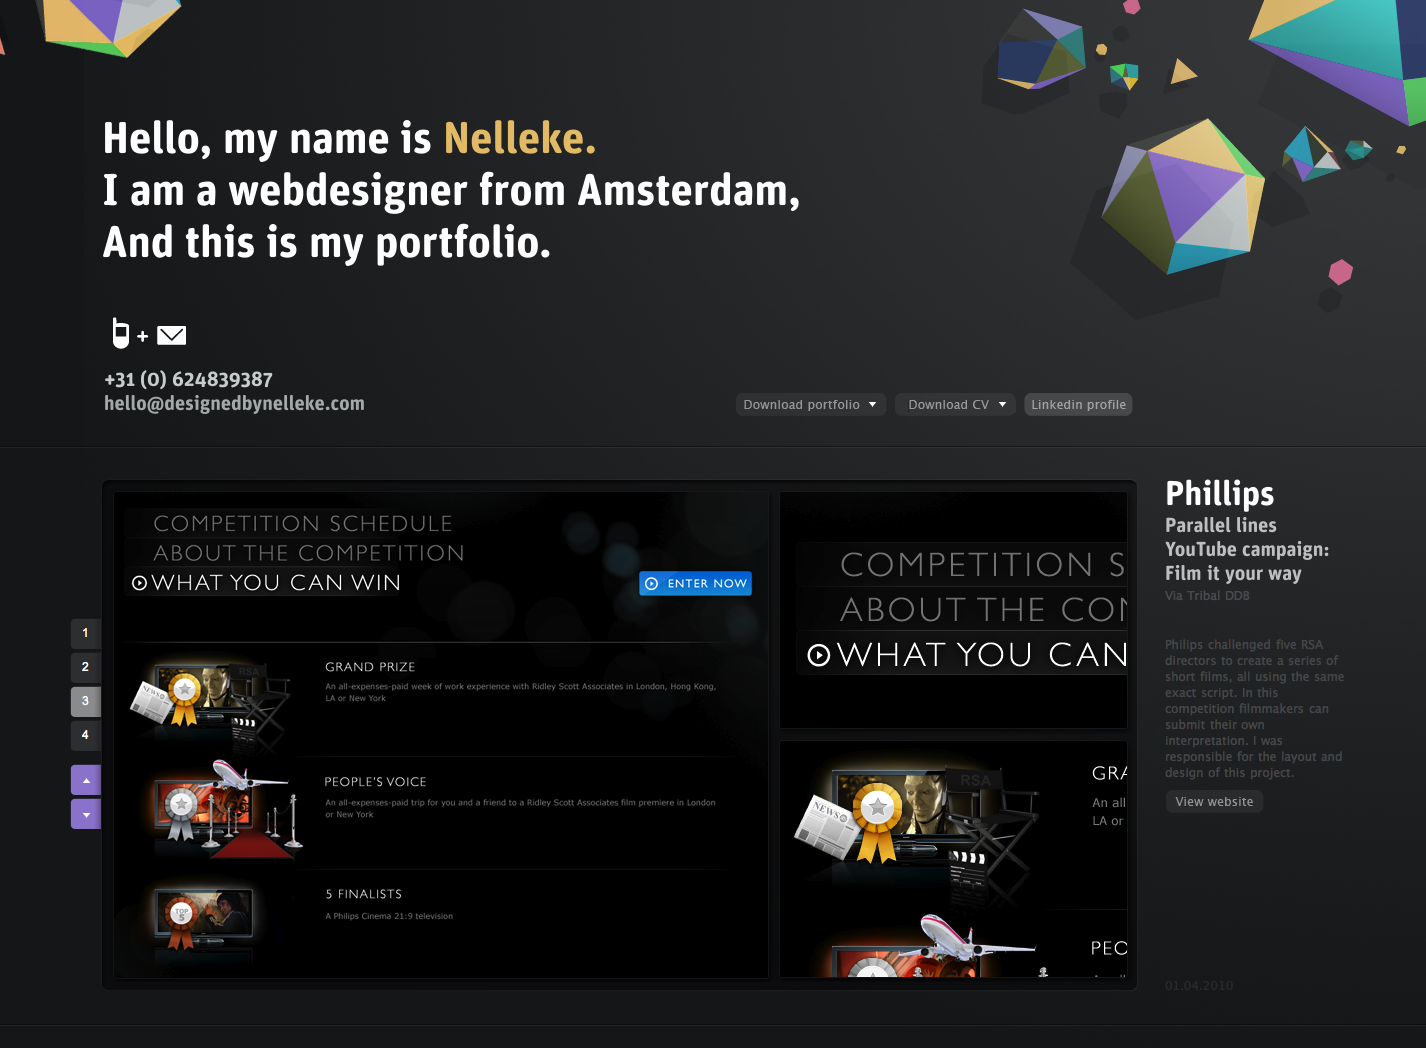 Hello, my name is Nelleke.
I am a webdesigner from Amsterdam,
And this is my portfolio.
+
+31 (0) 624839387
hello@designedbynelleke.com
Download portfolio
Download CV
Linkedin profile
1
2
3
4
COMPETITION SCHEDULE
ABOUT THE COMPETITION
WHAT YOU CAN WIN
ENTER NOW
NEWS
RSA
GRAND PRIZE
An all-expenses-paid week of work experience with Ridley Scott Associates in London, Hong Kong,
LA or New York
PEOPLE'S VOICE
An all-expenses-paid trip for you and a friend to a Ridley Scott Associates film premiere in London
or New York
TOP
5
5 FINALISTS
A Philips Cinema 21:9 television
COMPETITION S
ABOUT THE CO
WHAT YOU CAN
NEWS
RSA
GRA
An all
LA or
PEO
Phillips
Parallel lines
YouTube campaign:
Film it your way
Via Tribal DDB
Philips challenged five RSA
directors to create a series of
short films, all using the same
exact script. In this
competition filmmakers can
submit their own
interpretation. I was
responsible for the layout and
design of this project.
View website
01.04.2010